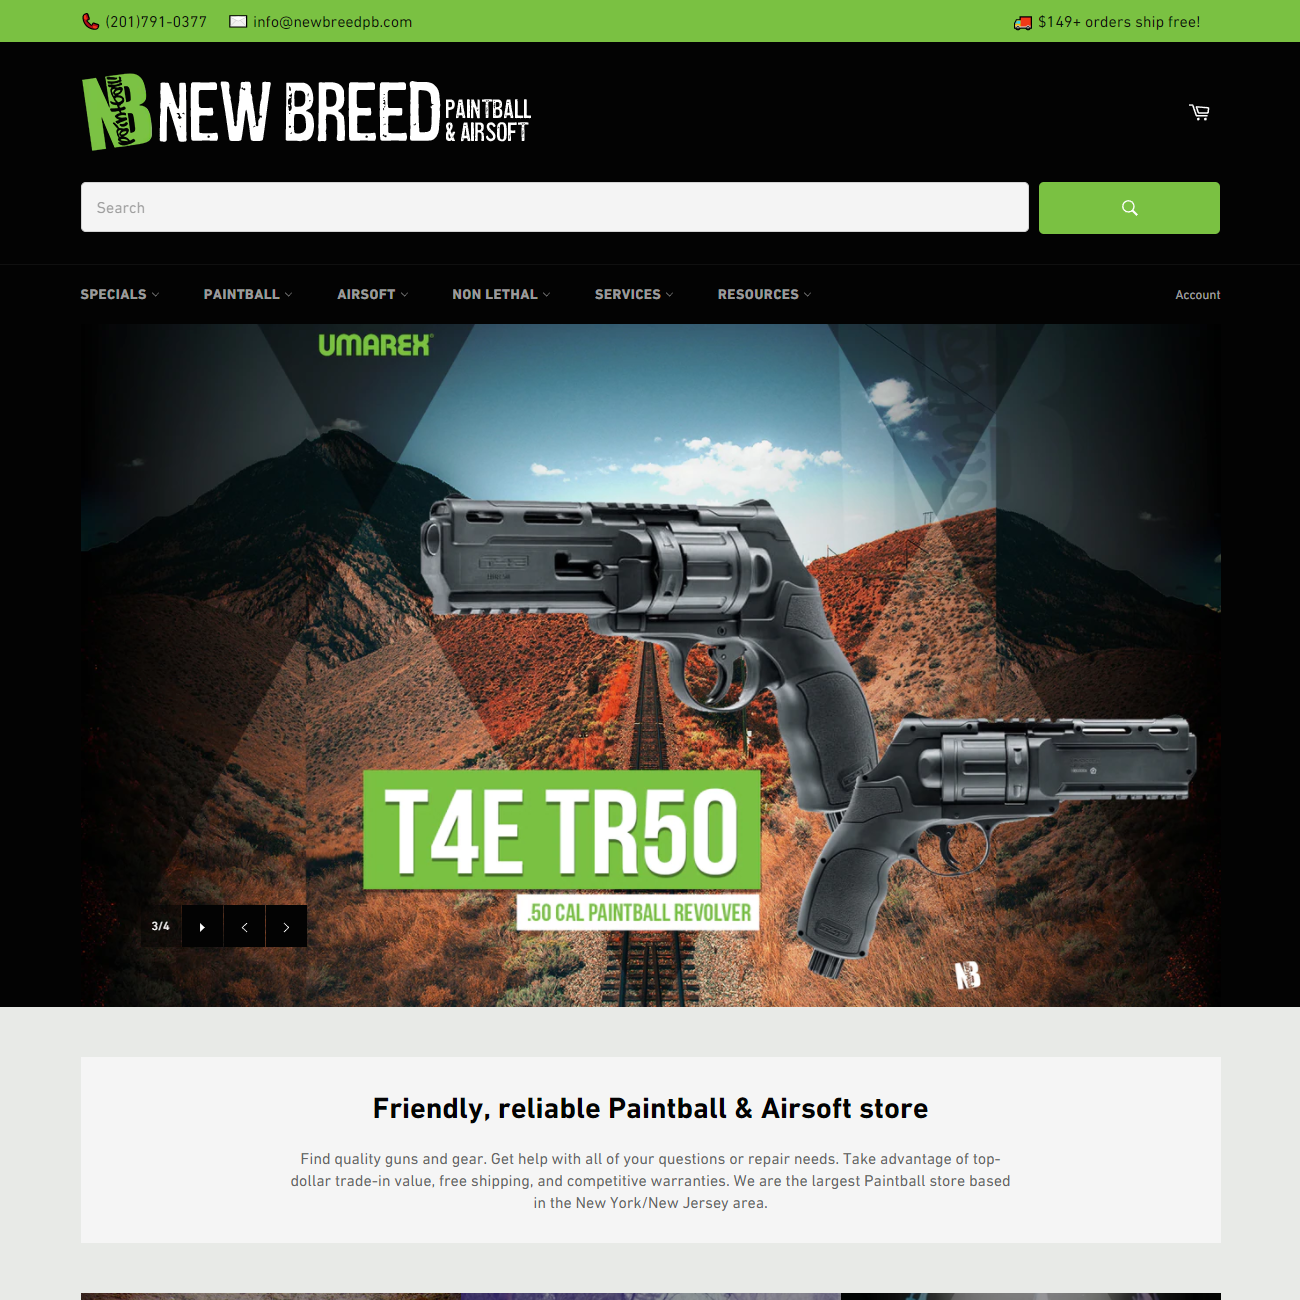 (201)791-0377
info@newbreedpb.com
$149+ orders ship free!
NB NEW BREED PAINTBALL
& AIRSOFT
Search
SPECIALS
PAINTBALL
AIRSOFT
NON LETHAL
SERVICES
RESOURCES
Account
UMAREX
T4E TR50
.50 CAL PAINTBALL REVOLVER
3/4
NB
Friendly, reliable Paintball & Airsoft store
Find quality guns and gear. Get help with all of your questions or repair needs. Take advantage of top-
dollar trade-in value, free shipping, and competitive warranties. We are the largest Paintball store based
in the New York/New Jersey area.